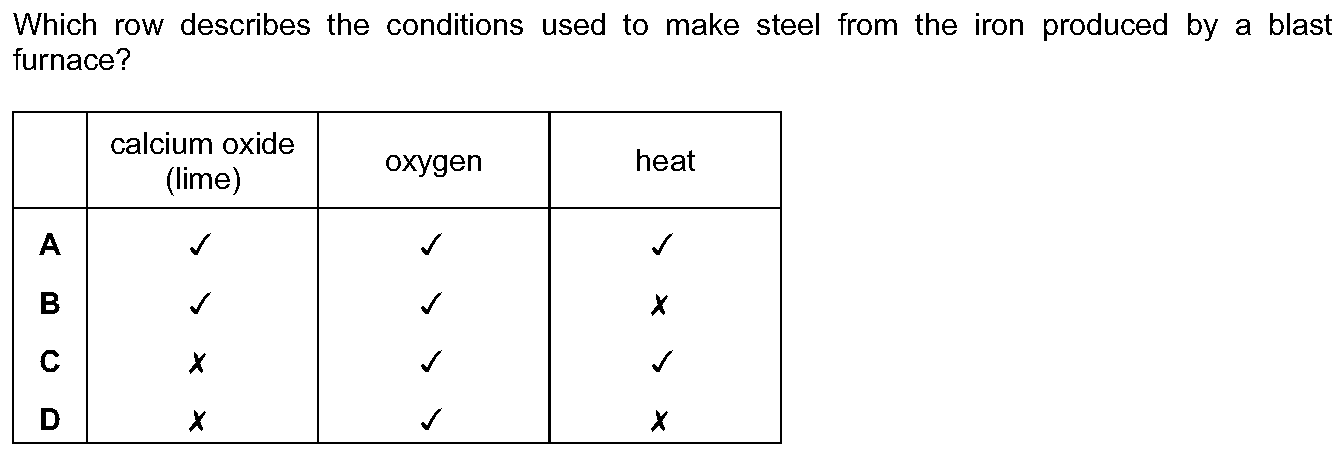 Which row describes the conditions used to make steel from the iron produced by a blast
furnace?
calcium oxide
(lime)
oxygen
heat
A ✓ ✓ ✓
B ✓ ✓ ✗
C ✗ ✓ ✓
D ✗ ✓ ✗